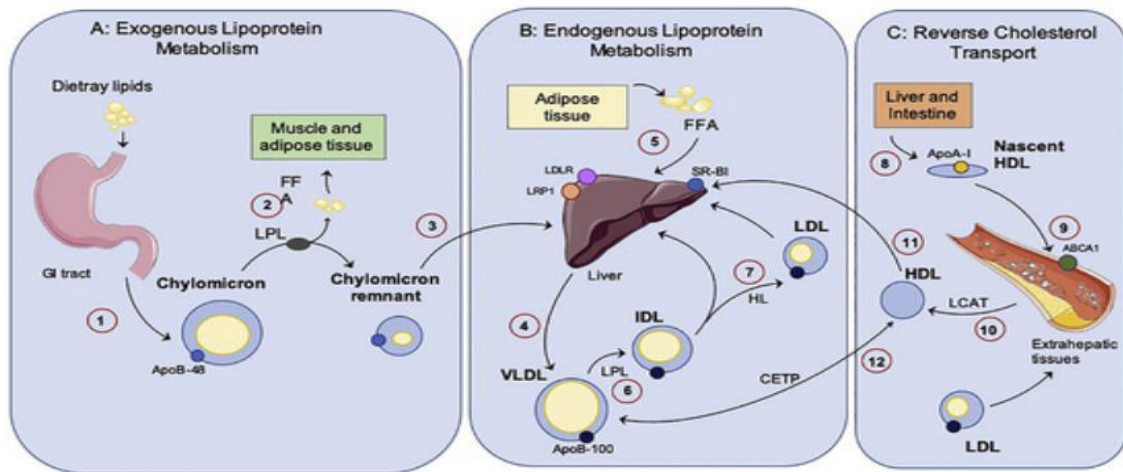 A: Exogenous Lipoprotein
Metabolism
Dietray lipids
Muscle and
adipose tissue
FF
A
2
LPL
3
GI tract
Chylomicron
Chylomicron
remnant
1
ApoB-48
B: Endogenous Lipoprotein
Metabolism
Adipose
tissue
FFA
5
LDLR
LRP1
SR-BI
Liver
LDL
7
HL
4
IDL
VLDL
LPL
6
ApoB-100
CETP
C: Reverse Cholesterol
Transport
Liver and
Intestine
8
ApoA-I
Nascent
HDL
9
ABCA1
11
HDL
LCAT
10
Extrahepatic
tissues
12
LDL